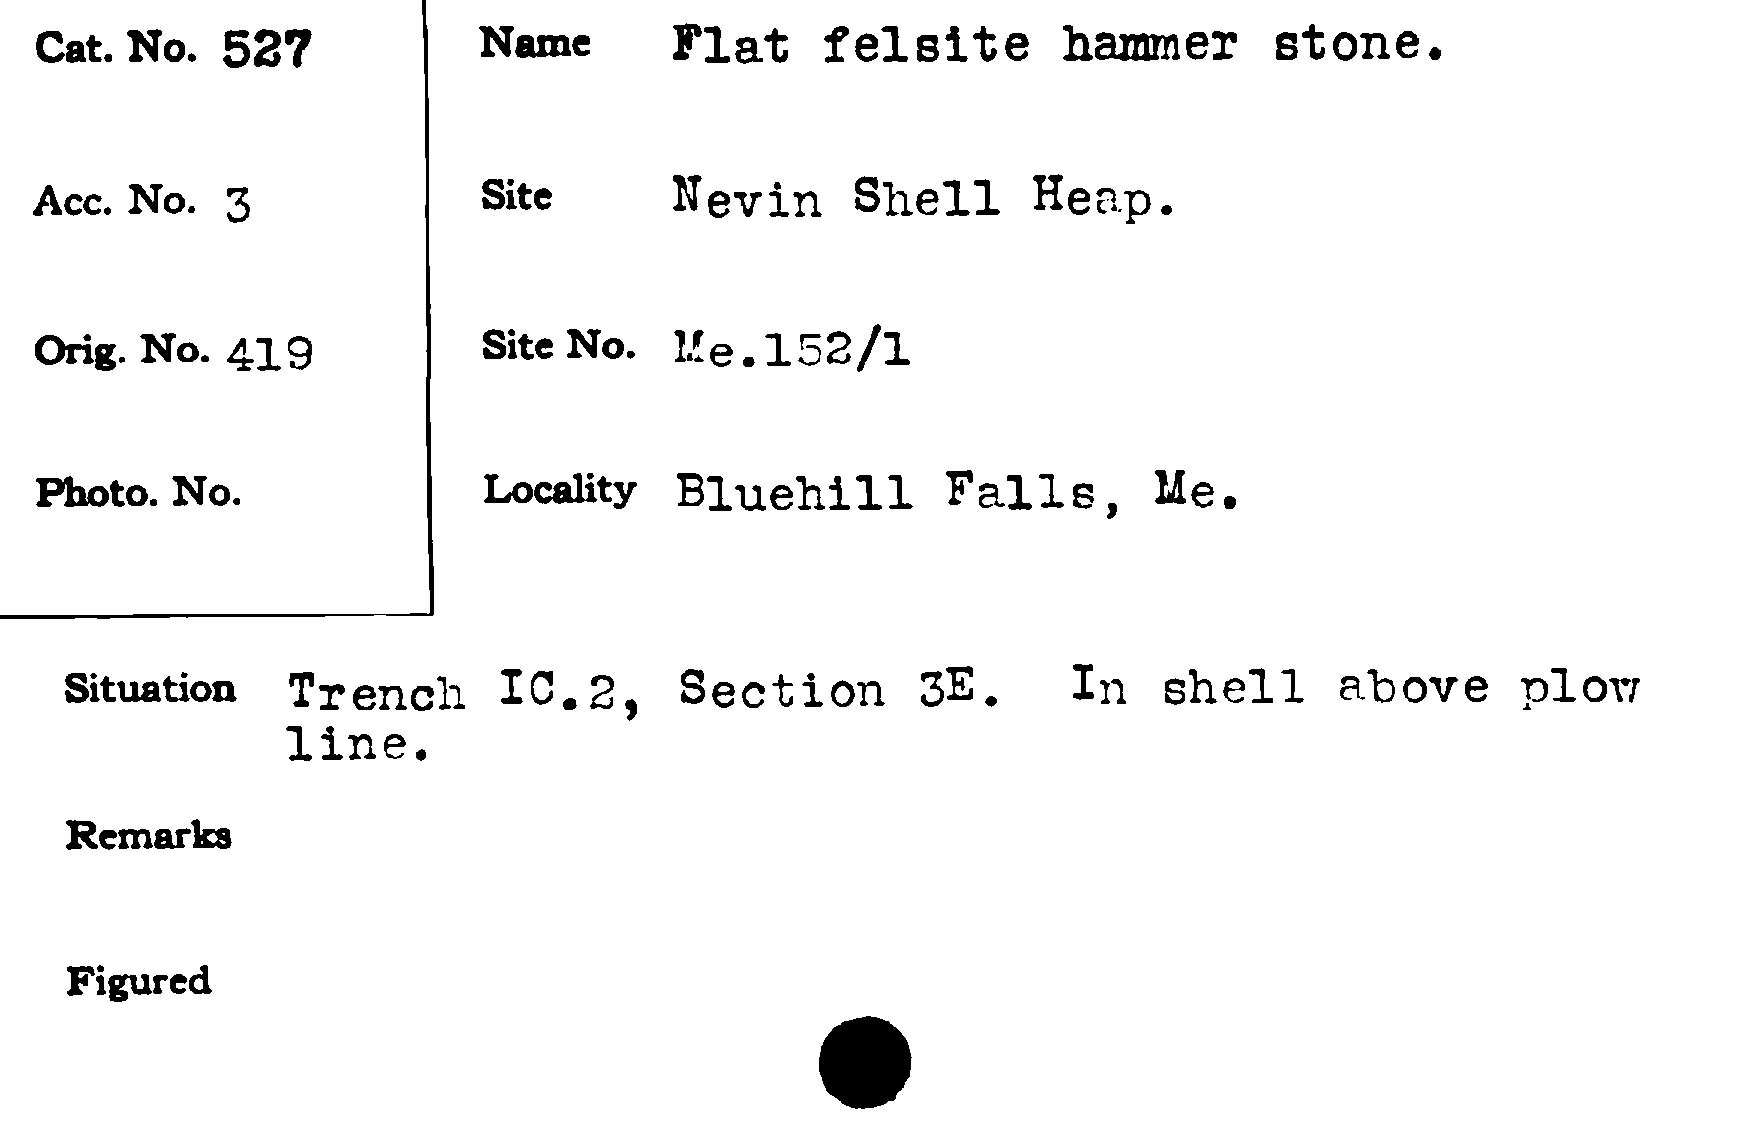 Cat. No. 527
Name Flat felsite hammer stone.
Acc. No. 3
Site Nevin Shell Heap.
Orig. No. 419
Site No. Me.152/1
Photo. No.
Locality Bluehill Falls, Me.
Situation Trench IC.2, Section 3E. In shell above plow
line.
Remarks
Figured